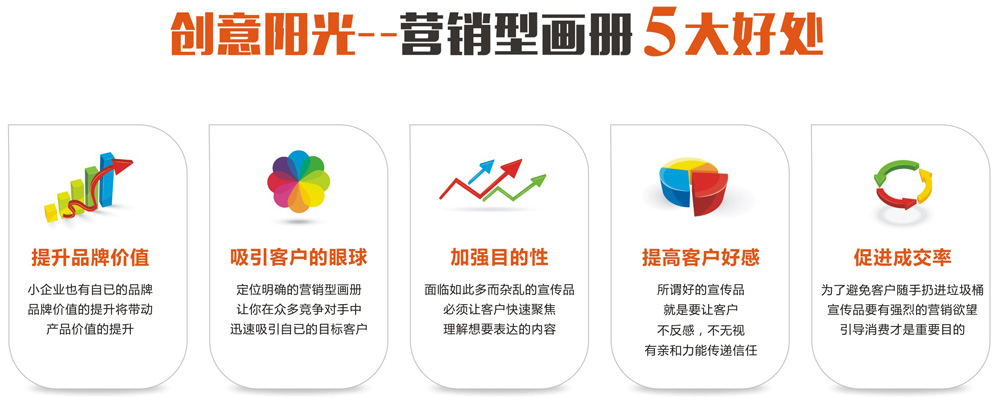 创意阳光--营销型画册5大好处
提升品牌价值
小企业也有自已的品牌
品牌价值的提升将带动
产品价值的提升
吸引客户的眼球
定位明确的营销型画册
让你在众多竞争对手中
迅速吸引自已的目标客户
加强目的性
面临如此多而杂乱的宣传品
必须让客户快速聚焦
理解想要表达的内容
提高客户好感
所谓好的宣传品
就是要让客户
不反感，不无视
有亲和力能传递信任
促进成交率
为了避免客户随手扔进垃圾桶
宣传品要有强烈的营销欲望
引导消费才是重要目的